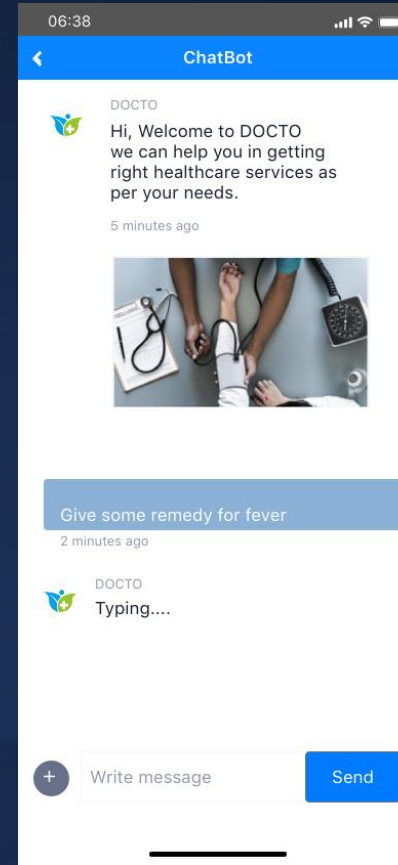 06:38
ChatBot
DOCTO
Hi, Welcome to DOCTO
we can help you in getting
right healthcare services as
per your needs.
5 minutes ago
Give some remedy for fever
2 minutes ago
DOCTO
Typing....
+
Write message
Send